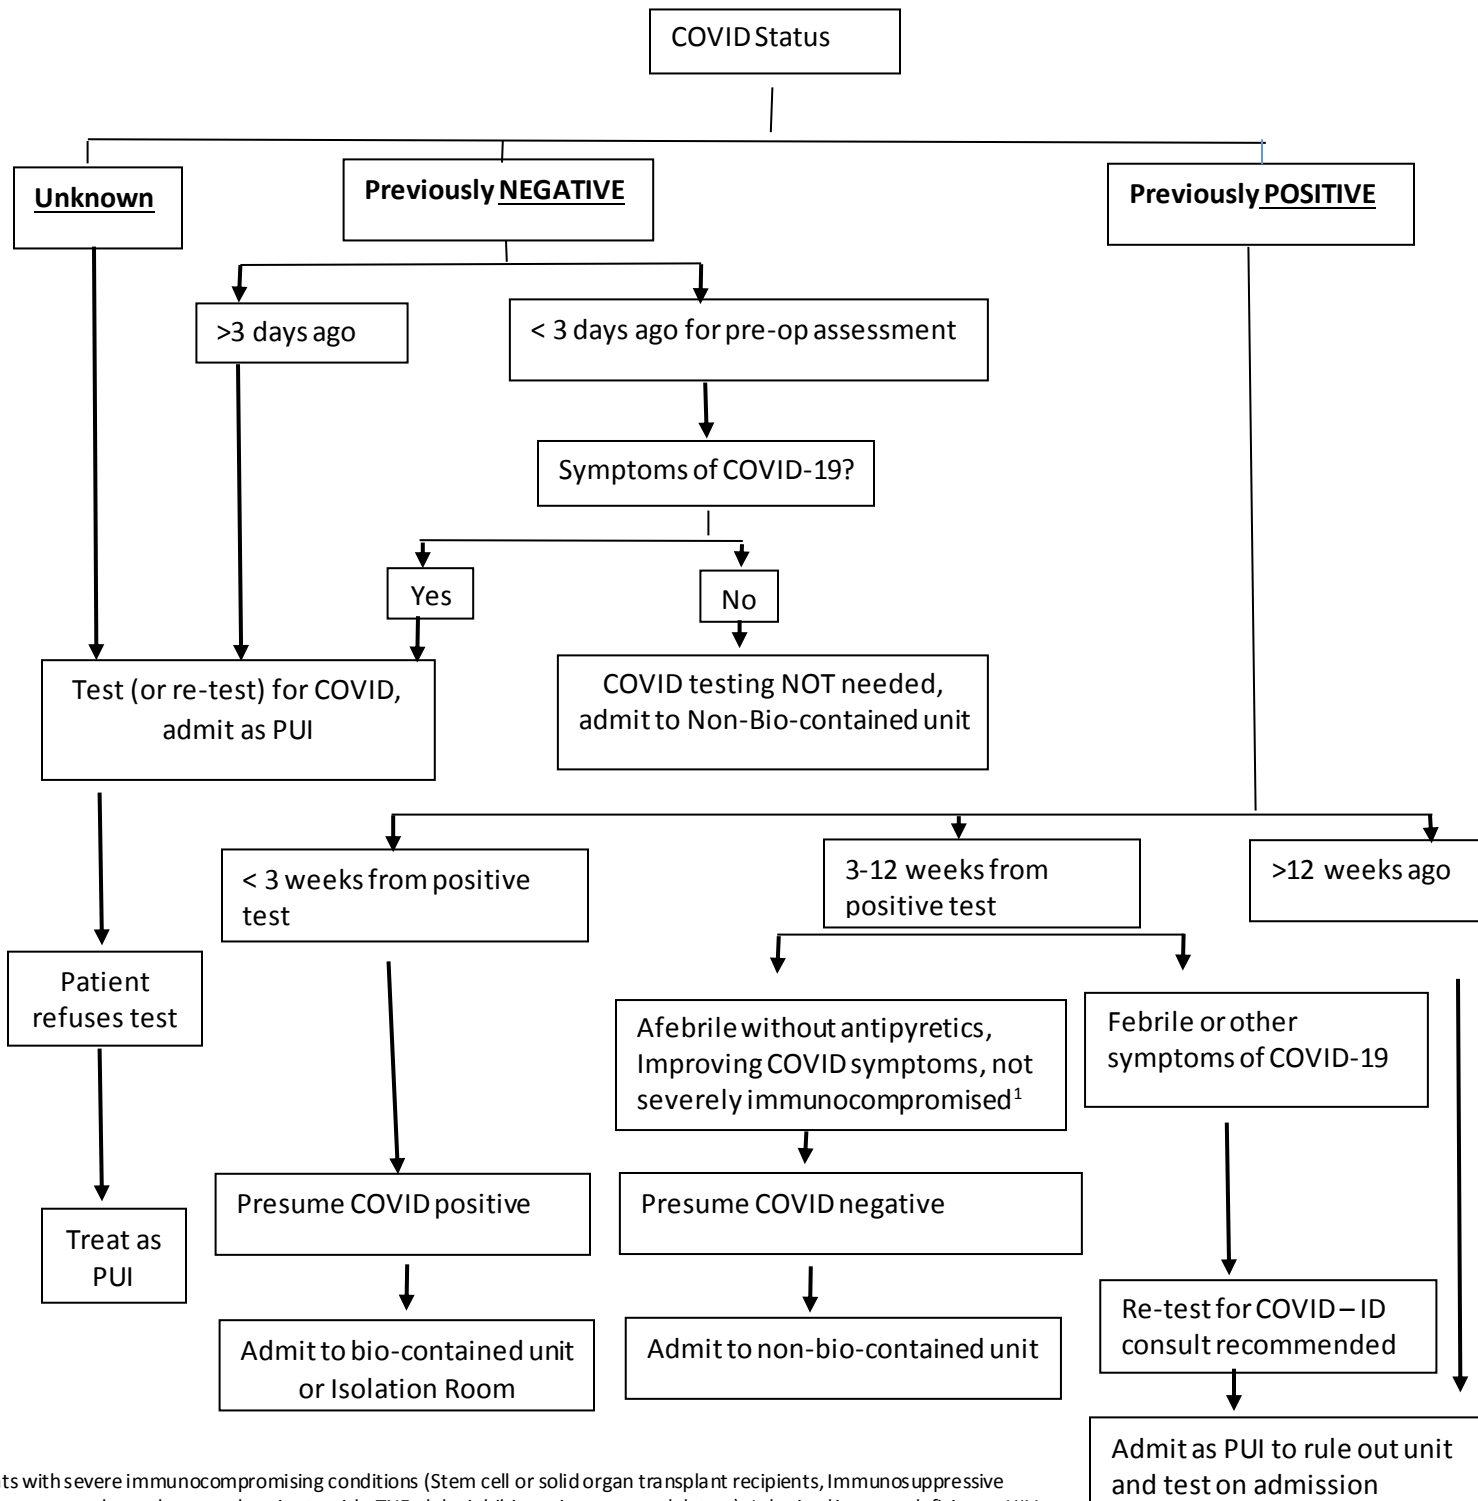 COVID Status
Unknown
Previously NEGATIVE
Previously POSITIVE
>3 days ago
< 3 days ago for pre-op assessment
Symptoms of COVID-19?
Yes
No
Test (or re-test) for COVID,
admit as PUI
COVID testing NOT needed,
admit to Non-Bio-contained unit
< 3 weeks from positive
test
3-12 weeks from
positive test
>12 weeks ago
Patient
refuses test
Afebrile without antipyretics,
Improving COVID symptoms, not
severely immunocompromised¹
Febrile or other
symptoms of COVID-19
Presume COVID positive
Presume COVID negative
Treat as
PUI
Re-test for COVID – ID
consult recommended
Admit to bio-contained unit
or Isolation Room
Admit to non-bio-contained unit
Admit as PUI to rule out unit
and test on admission
with severe immunocompromising conditions (Stem cell or solid organ transplant recipients, Immunosuppressive